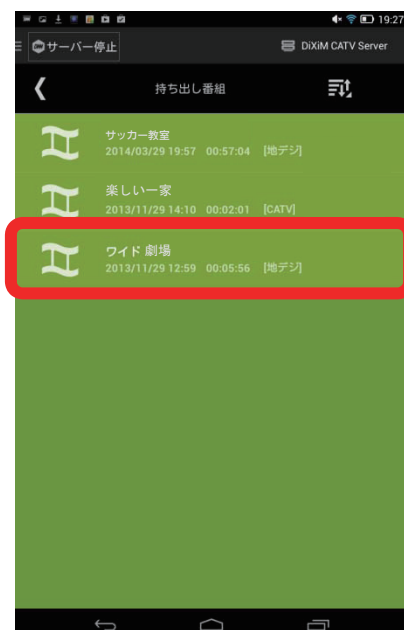 19:27
サーバー停止
DiXiM CATV Server
持ち出し番組
サッカー教室
2014/03/29 19:57 00:57:04 [地デジ]
楽しい一家
2013/11/29 14:10 00:02:01 [CATV]
ワイド 劇場
2013/11/29 12:59 00:05:56 [地デジ]